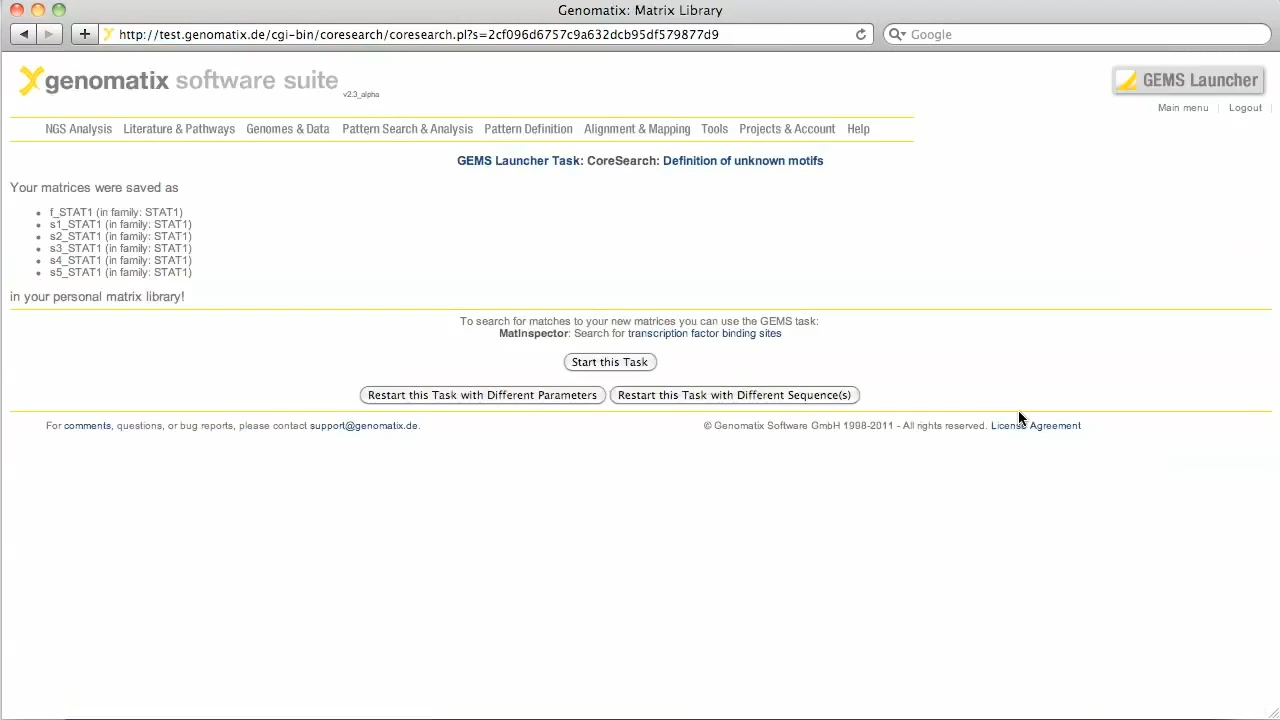 Genomatix: Matrix Library
http://test.genomatix.de/cgi-bin/coresearch/coresearch.pl?s=2cf096d6757c9a632dcb95df579877d9
Google
genomatix software suite v2.3_alpha
GEMS Launcher
Main menu | Logout |
NGS Analysis Literature & Pathways Genomes & Data Pattern Search & Analysis Pattern Definition Alignment & Mapping Tools Projects & Account Help
GEMS Launcher Task: CoreSearch: Definition of unknown motifs
Your matrices were saved as
• f_STAT1 (in family: STAT1)
• s1_STAT1 (in family: STAT1)
• s2_STAT1 (in family: STAT1)
• s3_STAT1 (in family: STAT1)
• s4_STAT1 (in family: STAT1)
• s5_STAT1 (in family: STAT1)
in your personal matrix library!
To search for matches to your new matrices you can use the GEMS task:
MatInspector: Search for transcription factor binding sites
Start this Task
Restart this Task with Different Parameters Restart this Task with Different Sequence(s)
For comments, questions, or bug reports, please contact support@genomatix.de. © Genomatix Software GmbH 1998-2011 - All rights reserved. License Agreement